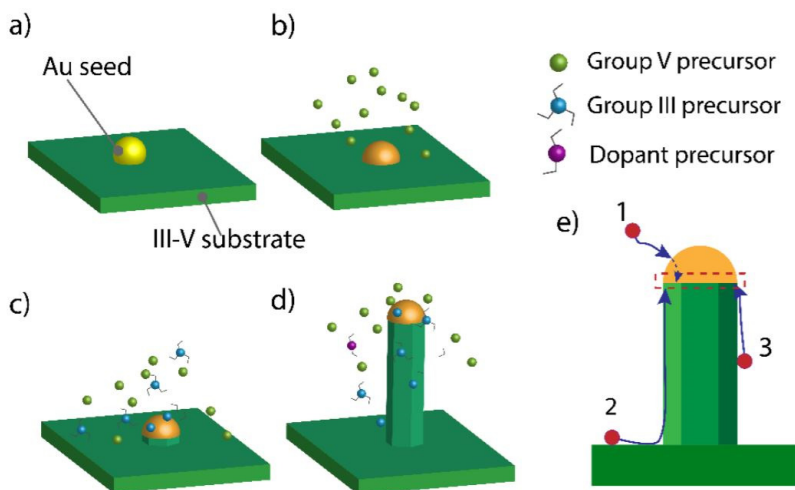 a)
Au seed
III-V substrate
b)
Group V precursor
Group III precursor
Dopant precursor
c)
d)
e)
1
2
3